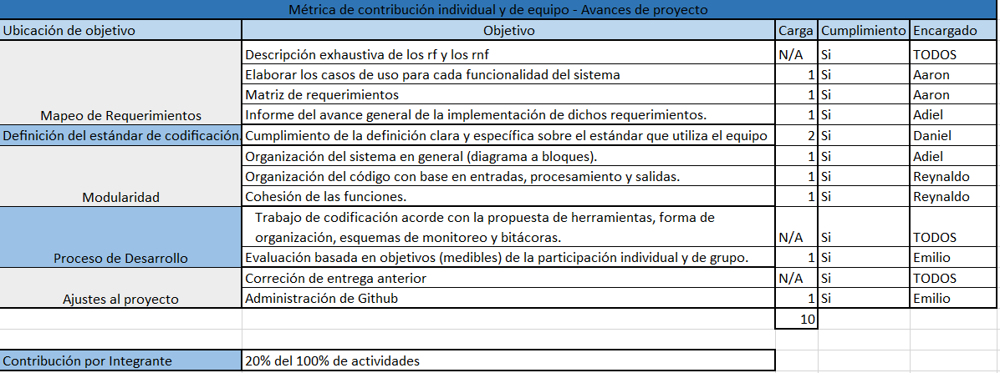 Métrica de contribución individual y de equipo - Avances de proyecto
Ubicación de objetivo Objetivo Carga Cumplimiento Encargado
Descripción exhaustiva de los rf y los rnf N/A Si TODOS
Elaborar los casos de uso para cada funcionalidad del sistema 1 Si Aaron
Matriz de requerimientos 1 Si Aaron
Mapeo de Requerimientos Informe del avance general de la implementación de dichos requerimientos. 1 Si Adiel
Definición del estándar de codificación. Cumplimiento de la definición clara y específica sobre el estándar que utiliza el equipo 2 Si Daniel
Organización del sistema en general (diagrama a bloques). 1 Si Adiel
Organización del código con base en entradas, procesamiento y salidas. 1 Si Reynaldo
Modularidad Cohesión de las funciones. 1 Si Reynaldo
Trabajo de codificación acorde con la propuesta de herramientas, forma de
organización, esquemas de monitoreo y bitácoras. N/A Si TODOS
Proceso de Desarrollo Evaluación basada en objetivos (medibles) de la participación individual y de grupo. 1 Si Emilio
Correción de entrega anterior N/A Si TODOS
Ajustes al proyecto Administración de Github 1 Si Emilio
10
Contribución por Integrante 20% del 100% de actividades